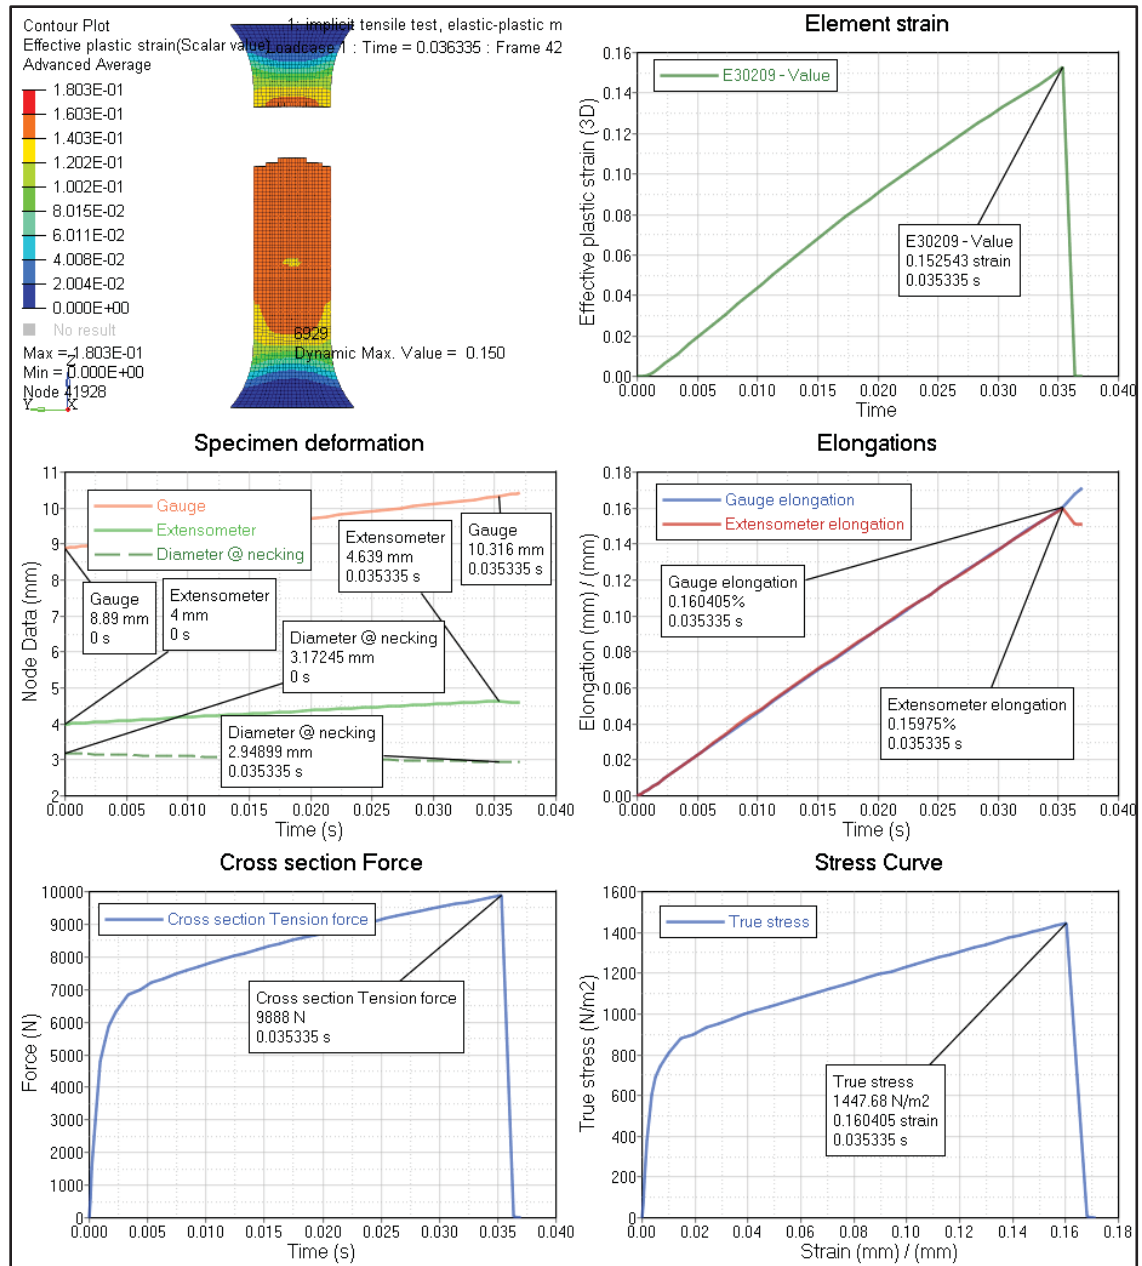 Contour Plot
Effective plastic strain(Scalar value)
Advanced Average
1: implicit tensile test, elastic-plastic m
Loadcase 1 : Time = 0.036335 : Frame 42
1.803E-01
1.603E-01
1.403E-01
1.202E-01
1.002E-01
8.015E-02
6.011E-02
4.008E-02
2.004E-02
0.000E+00
No result
Max = 1.803E-01
Min = 0.000E+00
Node 41928
Z
Y
X
6929
Dynamic Max. Value = 0.150
Element strain
E30209 - Value
Effective plastic strain (3D)
0.16
0.14
0.12
0.10
0.08
0.06
0.04
0.02
0.00
E30209 - Value
0.152543 strain
0.035335 s
0.000 0.005 0.010 0.015 0.020 0.025 0.030 0.035 0.040
Time
Specimen deformation
Gauge
Extensometer
Diameter @ necking
Node Data (mm)
11
10
9
8
7
6
5
4
3
2
Gauge
8.89 mm
0 s
Extensometer
4 mm
0 s
Diameter @ necking
3.17245 mm
0 s
Extensometer
4.639 mm
0.035335 s
Gauge
10.316 mm
0.035335 s
Diameter @ necking
2.94899 mm
0.035335 s
0.000 0.005 0.010 0.015 0.020 0.025 0.030 0.035 0.040
Time (s)
Elongations
Gauge elongation
Extensometer elongation
Elongation (mm) / (mm)
0.18
0.16
0.14
0.12
0.10
0.08
0.06
0.04
0.02
0.00
Gauge elongation
0.160405%
0.035335 s
Extensometer elongation
0.15975%
0.035335 s
0.000 0.005 0.010 0.015 0.020 0.025 0.030 0.035 0.040
Time (s)
Cross section Force
Cross section Tension force
Force (N)
10000
9000
8000
7000
6000
5000
4000
3000
2000
1000
0
Cross section Tension force
9888 N
0.035335 s
0.000 0.005 0.010 0.015 0.020 0.025 0.030 0.035 0.040
Time (s)
Stress Curve
True stress
True stress (N/m2)
1600
1400
1200
1000
800
600
400
200
0
True stress
1447.68 N/m2
0.160405 strain
0.035335 s
0.00 0.02 0.04 0.06 0.08 0.10 0.12 0.14 0.16 0.18
Strain (mm) / (mm)